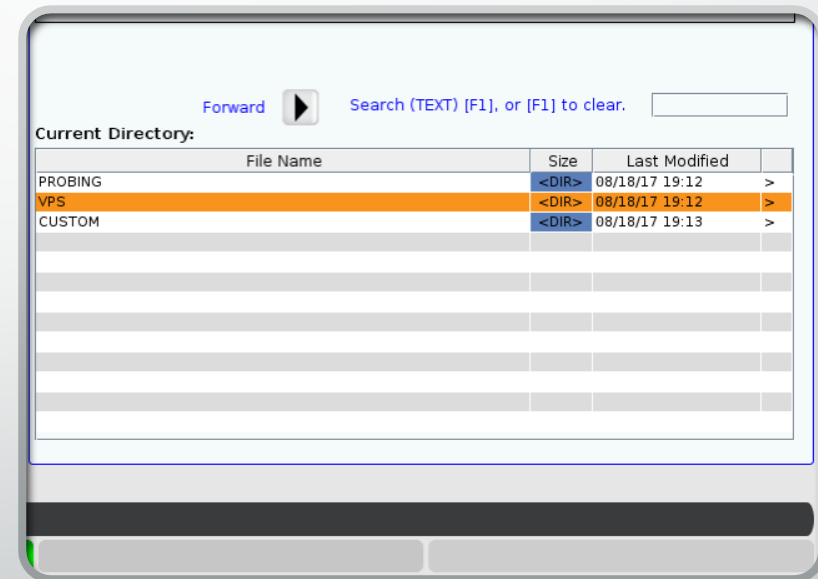 Forward Search (TEXT) [F1], or [F1] to clear.
Current Directory:
File Name Size Last Modified
PROBING <DIR> 08/18/17 19:12 >
VPS <DIR> 08/18/17 19:12 >
CUSTOM <DIR> 08/18/17 19:13 >